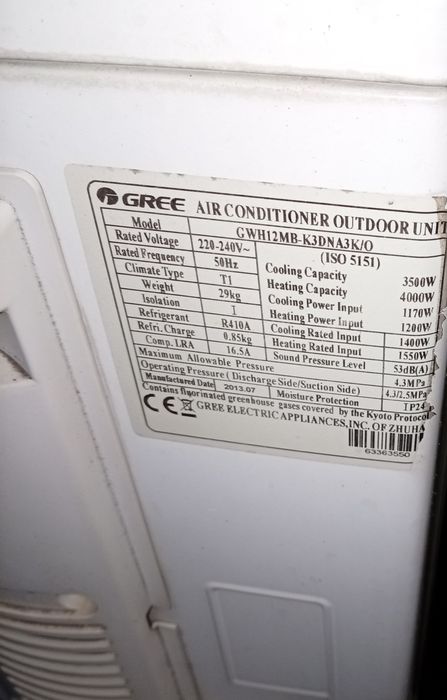 GREE AIR CONDITIONER OUTDOOR UNIT
Model GWH12MB-K3DNA3K/O
Rated Voltage 220-240V~ (ISO 5151)
Rated Frequency 50Hz Cooling Capacity 3500W
Climate Type T1 Heating Capacity 4000W
Weight 29kg Cooling Power Input 1170W
Isolation I Heating Power Input 1200W
Refrigerant R410A Cooling Rated Input 1400W
Refri. Charge 0.85kg Heating Rated Input 1550W
Comp. LRA 16.5A Sound Pressure Level 53dB(A)
Maximum Allowable Pressure 4.3MPa
Operating Pressure (Discharge Side/Suction Side) 4.3/2.5MPa
Manufactured Date 2013.07 Moisture Protection IP24
Contains fluorinated greenhouse gases covered by the Kyoto Protocol
CE GREE ELECTRIC APPLIANCES,INC. OF ZHUHA
63363550